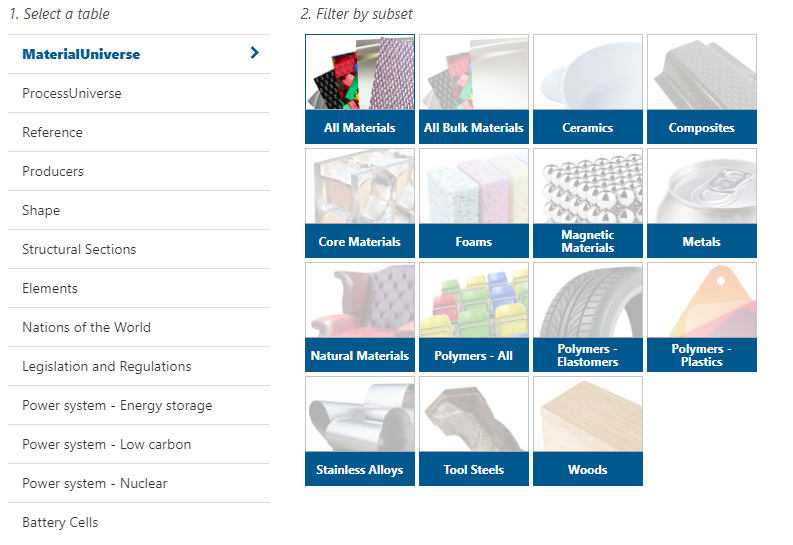 1. Select a table
2. Filter by subset
MaterialUniverse
ProcessUniverse
Reference
Producers
Shape
Structural Sections
Elements
Nations of the World
Legislation and Regulations
Power system - Energy storage
Power system - Low carbon
Power system - Nuclear
Battery Cells
All Materials
All Bulk Materials
Ceramics
Composites
Core Materials
Foams
Magnetic
Materials
Metals
Natural Materials
Polymers - All
Polymers -
Elastomers
Polymers -
Plastics
Stainless Alloys
Tool Steels
Woods